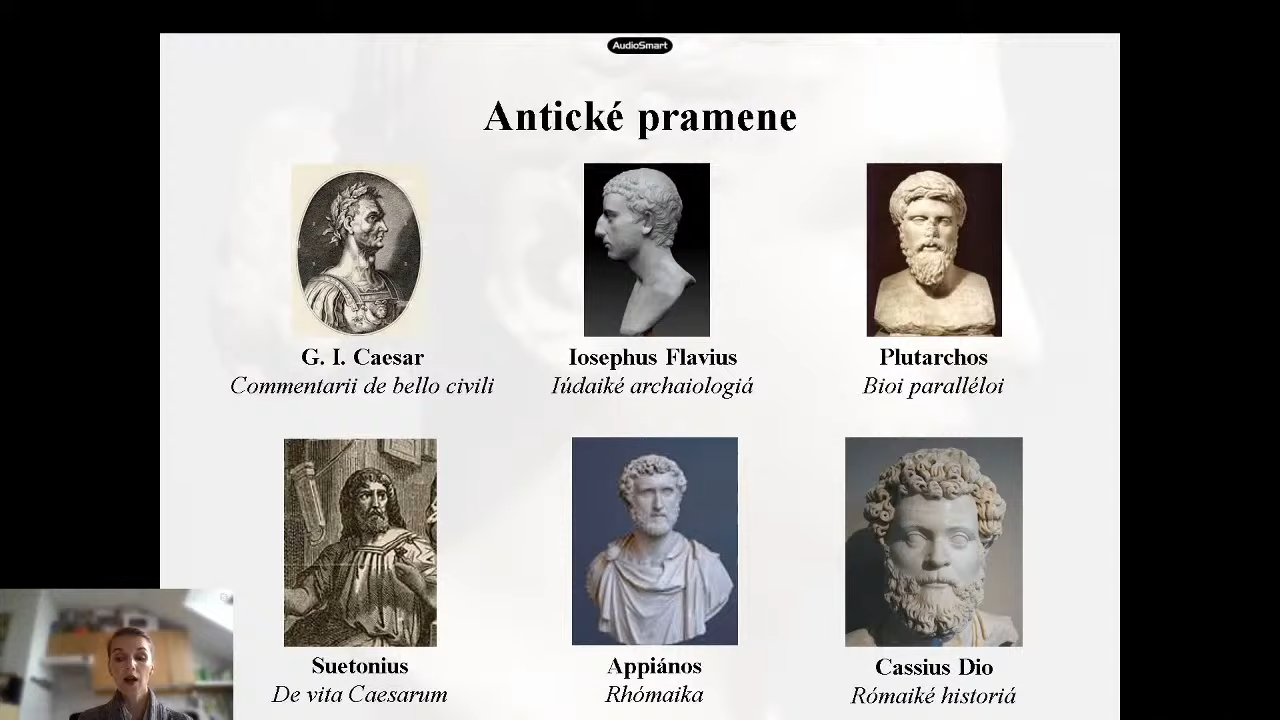 AudioSmart
Antické pramene
G. I. Caesar
Commentarii de bello civili
Iosephus Flavius
Iúdaiké archaiologiá
Plutarchos
Bioi paralléloi
Suetonius
De vita Caesarum
Appiános
Rhómaika
Cassius Dio
Rómaiké historiá